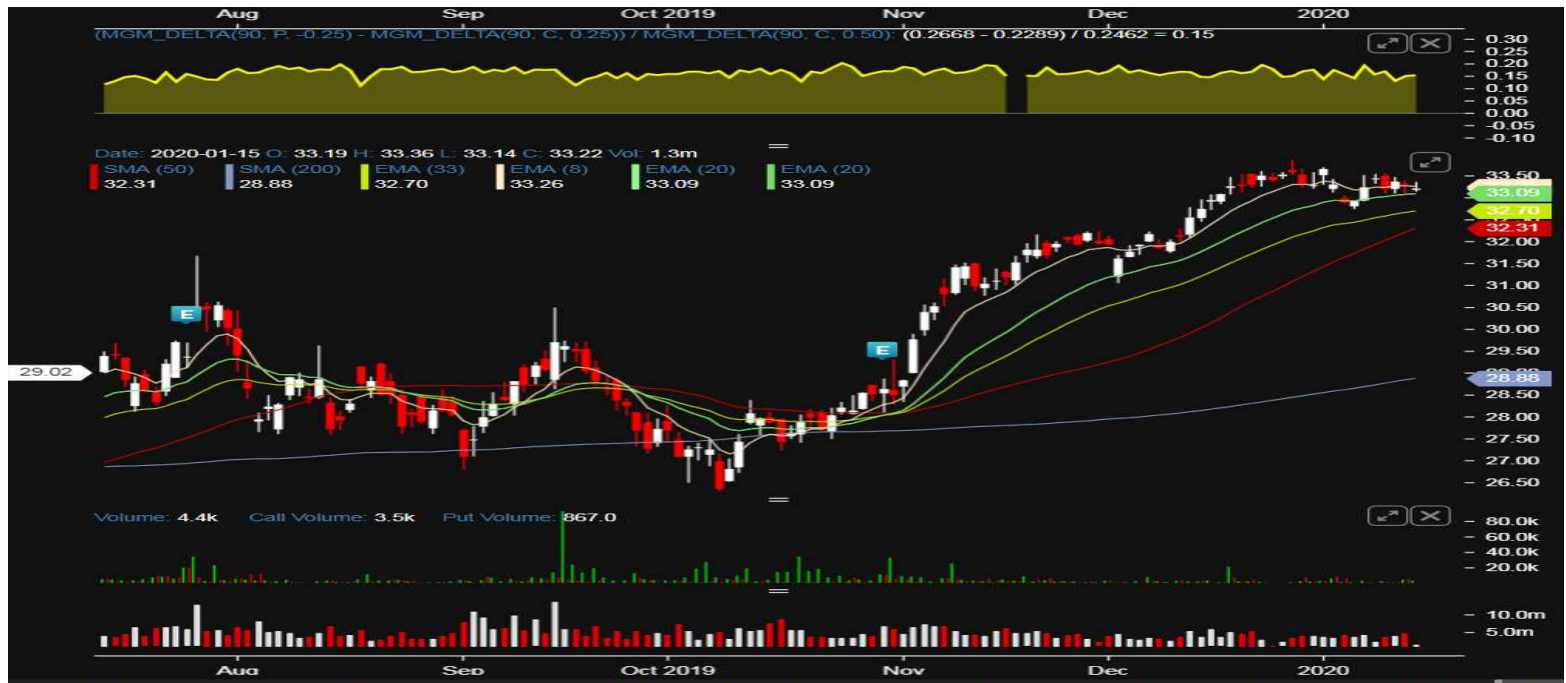 Aug Sep Oct 2019 Nov Dec 2020
(MGM_DELTA(90, P, -0.25) - MGM_DELTA(90, C, 0.25)) / MGM_DELTA(90, C, 0.50): (0.2668 - 0.2289) / 0.2462 = 0.15
0.30
0.25
0.20
0.15
0.10
0.05
0.00
-0.05
-0.10
Date: 2020-01-15 O: 33.19 H: 33.36 L: 33.14 C: 33.22 Vol: 1.3m
SMA (50) SMA (200) EMA (33) EMA (8) EMA (20) EMA (20)
32.31 28.88 32.70 33.26 33.09 33.09
33.50
33.09
32.70
32.31
32.00
31.50
31.00
30.50
E
30.00
29.50
E
29.02
28.88
28.50
28.00
27.50
27.00
26.50
Volume: 4.4k Call Volume: 3.5k Put Volume: 867.0
80.0k
60.0k
40.0k
20.0k
10.0m
5.0m
Aug Sep Oct 2019 Nov Dec 2020